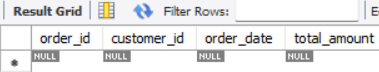 Result Grid Filter Rows: E
order_id customer_id order_date total_amount
NULL NULL NULL NULL